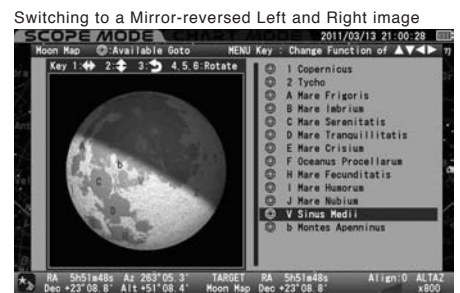 Switching to a Mirror-reversed Left and Right image
SCOPE MODE CHART MODE 2011/03/13 21:00:28
Moon Map ◎:Available Goto MENU Key : Change Function of ▲▼◀▶
Key 1:↔ 2:↕ 3:⮌ 4.5.6:Rotate
◎ 1 Copernicus
◎ 2 Tycho
◎ A Mare Frigoris
◎ B Mare Imbrium
◎ C Mare Serenitatis
◎ D Mare Tranquillitatis
◎ E Mare Crisium
◎ F Oceanus Procellarum
◎ H Mare Fecunditatis
◎ I Mare Humorum
◎ J Mare Nubium
◎ V Sinus Medii
◎ b Montes Apenninus
b
C
D
RA 5h51m48s Az 263°05.3' TARGET RA 5h51m48s Align:0 ALTAZ
Dec +23°08.8' Alt +51°08.4' Moon Map Dec +23°08.8' x800